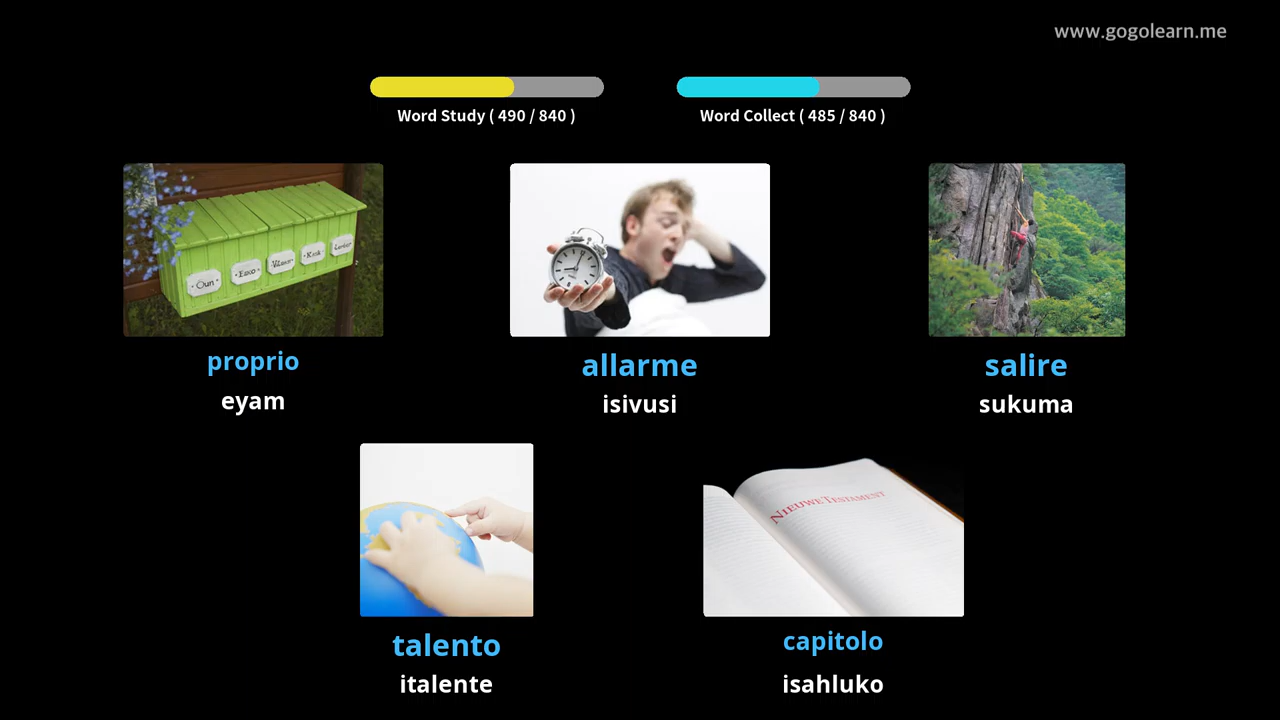 www.gogolearn.me
Word Study ( 490 / 840 )
Word Collect ( 485 / 840 )
proprio
eyam
allarme
isivusi
salire
sukuma
NIEUWE TESTAMENT
talento
italente
capitolo
isahluko